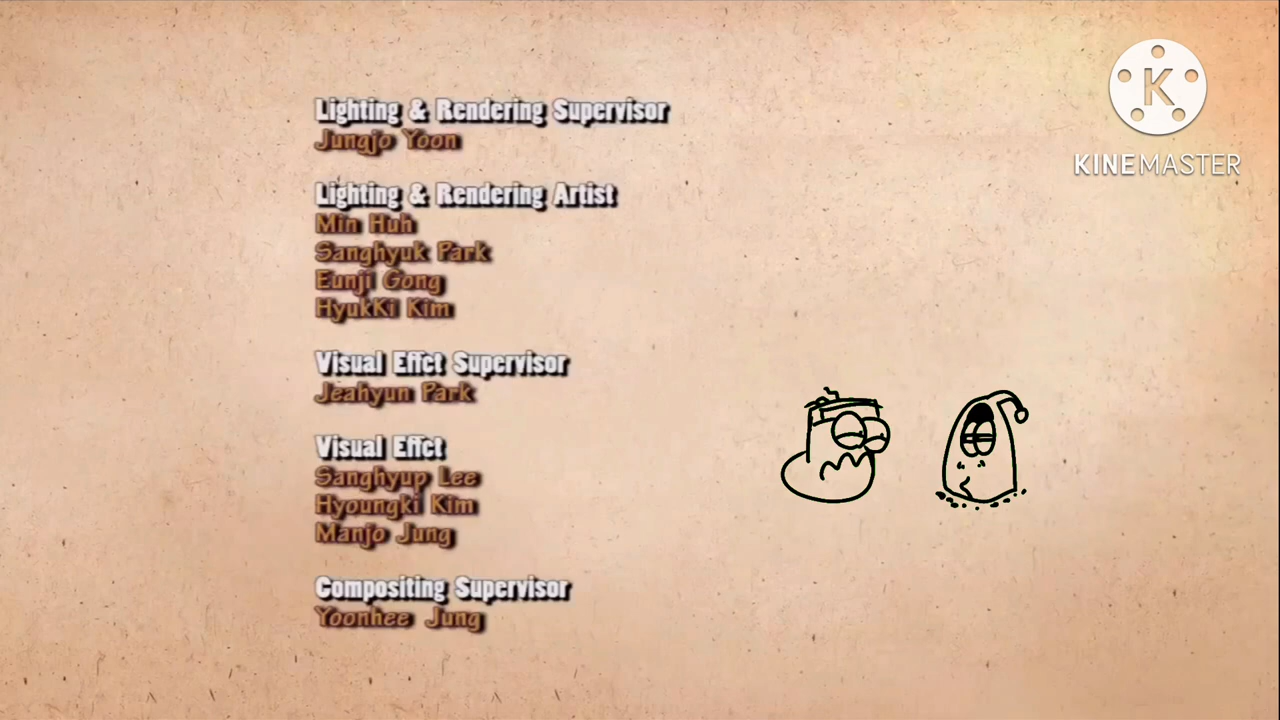 Lighting & Rendering Supervisor
Jungjo Yoon
Lighting & Rendering Artist
Min Huh
Sanghyuk Park
Eunji Gong
HyukKi Kim
Visual Effct Supervisor
Jeahyun Park
Visual Effct
Sanghyup Lee
Hyoungki Kim
Manjo Jung
Compositing Supervisor
Yoonhee Jung
K
KINEMASTER